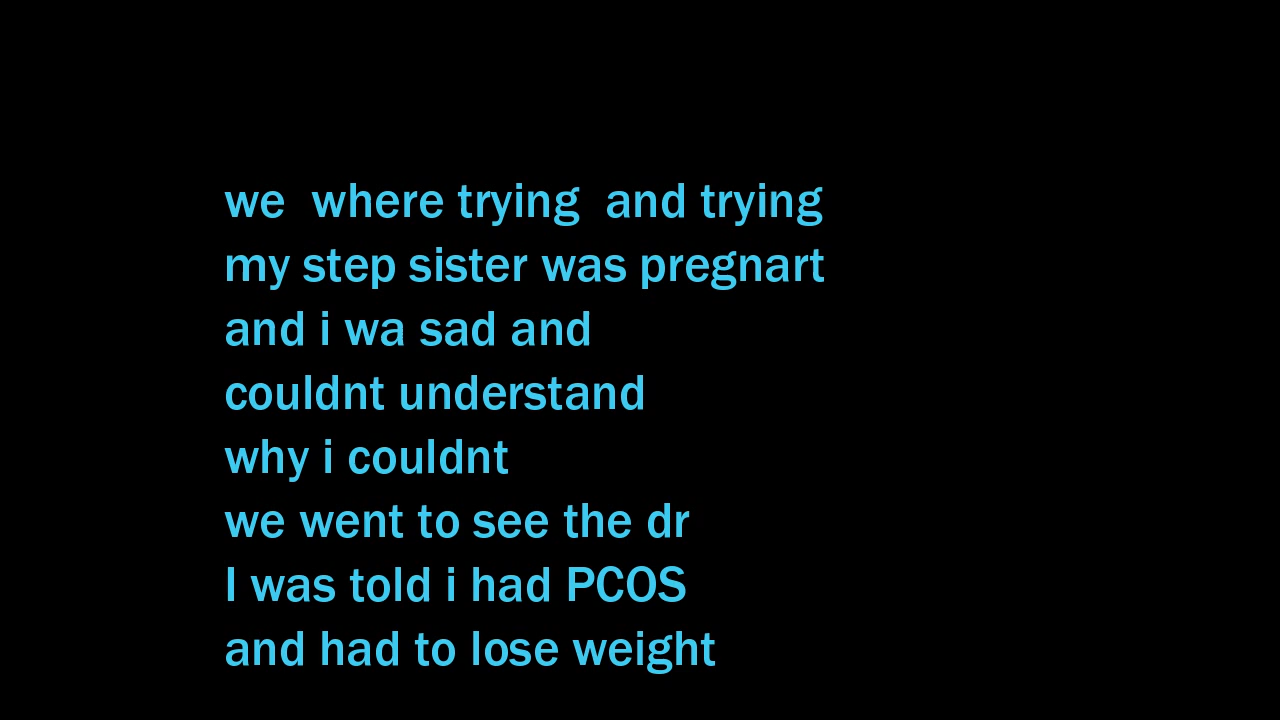 we  where trying  and trying
my step sister was pregnart
and i wa sad and
couldnt understand
why i couldnt
we went to see the dr
I was told i had PCOS
and had to lose weight